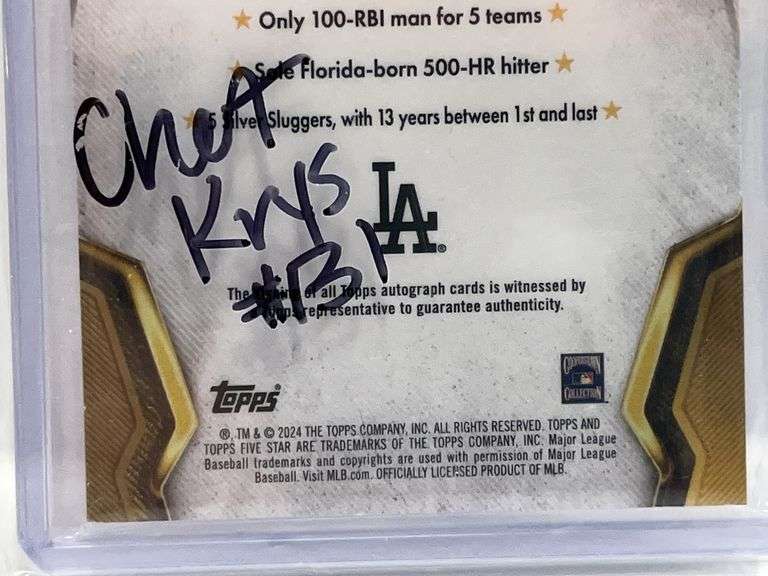 ★ Only 100-RBI man for 5 teams ★
★ Sole Florida-born 500-HR hitter ★
★ 5 Silver Sluggers, with 13 years between 1st and last ★
Chet
Krys
#B1
LA®
The signing of all Topps autograph cards is witnessed by
a Topps representative to guarantee authenticity.
COOPERSTOWN
COLLECTION
Topps®
®, TM & © 2024 THE TOPPS COMPANY, INC. ALL RIGHTS RESERVED. TOPPS AND
TOPPS FIVE STAR ARE TRADEMARKS OF THE TOPPS COMPANY, INC. Major League
Baseball trademarks and copyrights are used with permission of Major League
Baseball. Visit MLB.com. OFFICIALLY LICENSED PRODUCT OF MLB.